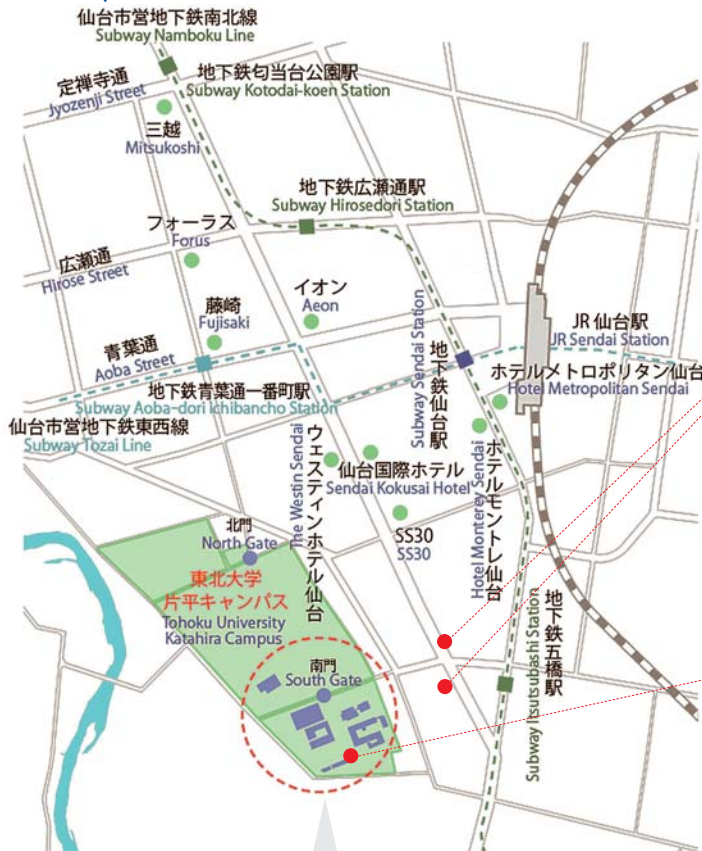 仙台市営地下鉄南北線
Subway Namboku Line
定禅寺通
Jyozenji Street
地下鉄匂当台公園駅
Subway Kotodai-koen Station
三越
Mitsukoshi
地下鉄広瀬通駅
Subway Hirosedori Station
フォーラス
Forus
広瀬通
Hirose Street
イオン
Aeon
藤崎
Fujisaki
青葉通
Aoba Street
地下鉄仙台駅
Subway Sendai Station
JR 仙台駅
JR Sendai Station
ホテルメトロポリタン仙台
Hotel Metropolitan Sendai
地下鉄青葉通一番町駅
Subway Aoba-dori Ichibancho Station
仙台市営地下鉄東西線
Subway Tozai Line
ウェスティンホテル仙台
The Westin Sendai
仙台国際ホテル
Sendai Kokusai Hotel
ホテルモントレ仙台
Hotel Monterey Sendai
SS30
SS30
北門
North Gate
東北大学
片平キャンパス
Tohoku University
Katahira Campus
地下鉄五橋駅
Subway Itsutsubashi Station
南門
South Gate